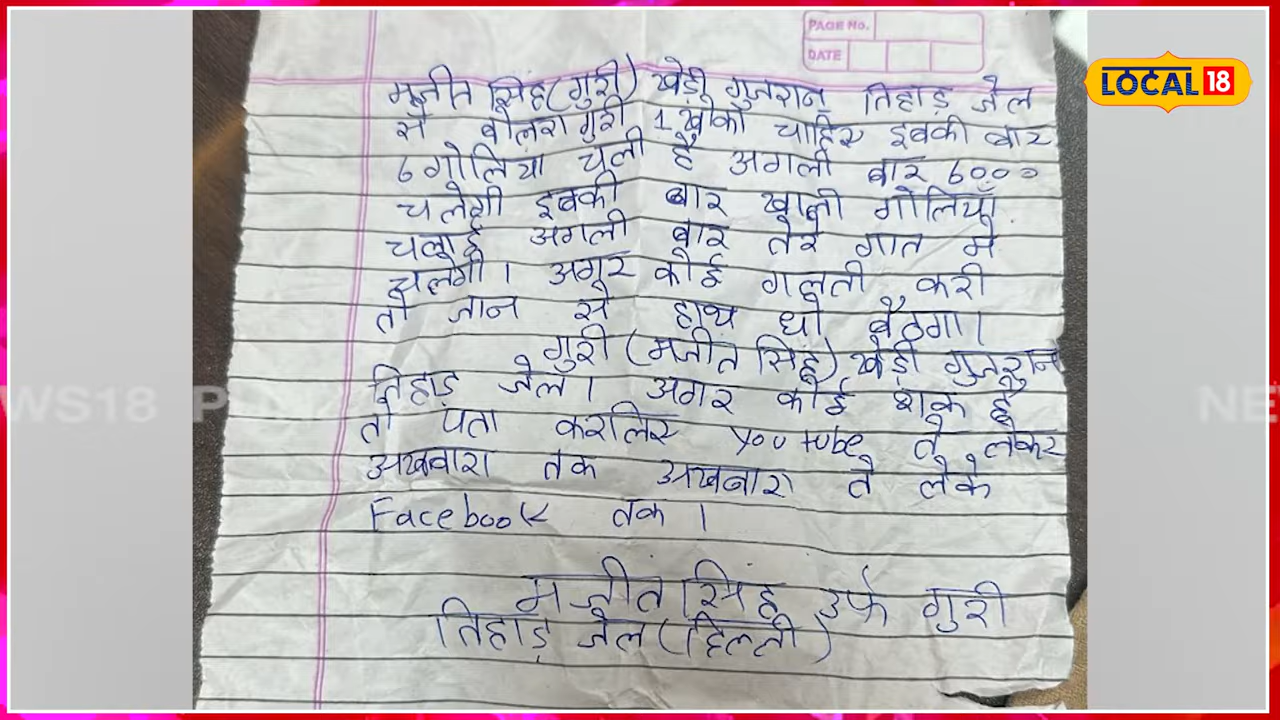 PAGE No.
DATE
LOCAL 18
मनजीत सिंह (गुरी) खेड़ी गुजरान तिहाड़ जेल
से बोलरा गुरी 1 खोका चाहिए इबकी बार
6 गोलिया चली है अगली बार 6000
चलेगी इबकी बार खाली गोलियाँ
चलाई अगली बार तेरे गात मे
चलेगी। अगर कोई गलती करी
तो जान से हाथ धो बैठगा।
गुरी (मनजीत सिंह) खेड़ी गुजरान
तिहाड़ जेल। अगर कोई शक है
तो पता करलिए you tube ते लेकर
अखबारा तक अखबारा ते लेके
Facebook तक।
मनजीत सिंह उर्फ गुरी
तिहाड़ जेल (दिल्ली)